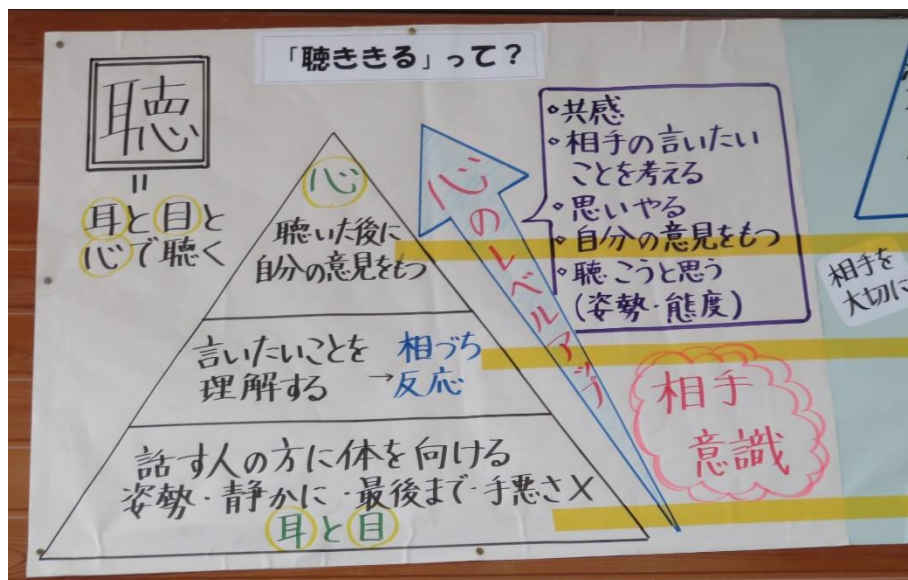 「聴ききる」って？
聴
=
耳と目と
心で聴く
心
聴いた後に
自分の意見をもつ
言いたいことを
理解する
→相づち
反応
話す人の方に体を向ける
姿勢・静かに・最後まで・手悪さ×
耳と目
心のレベルアップ
・共感
・相手の言いたい
ことを考える
・思いやる
・自分の意見をもつ
・聴こうと思う
(姿勢・態度)
相手
意識
相手を
大切に